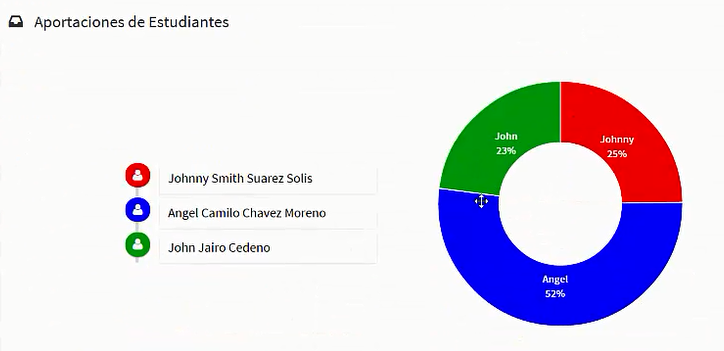 Aportaciones de Estudiantes
Johnny Smith Suarez Solis
Angel Camilo Chavez Moreno
John Jairo Cedeno
John
23%
Johnny
25%
Angel
52%